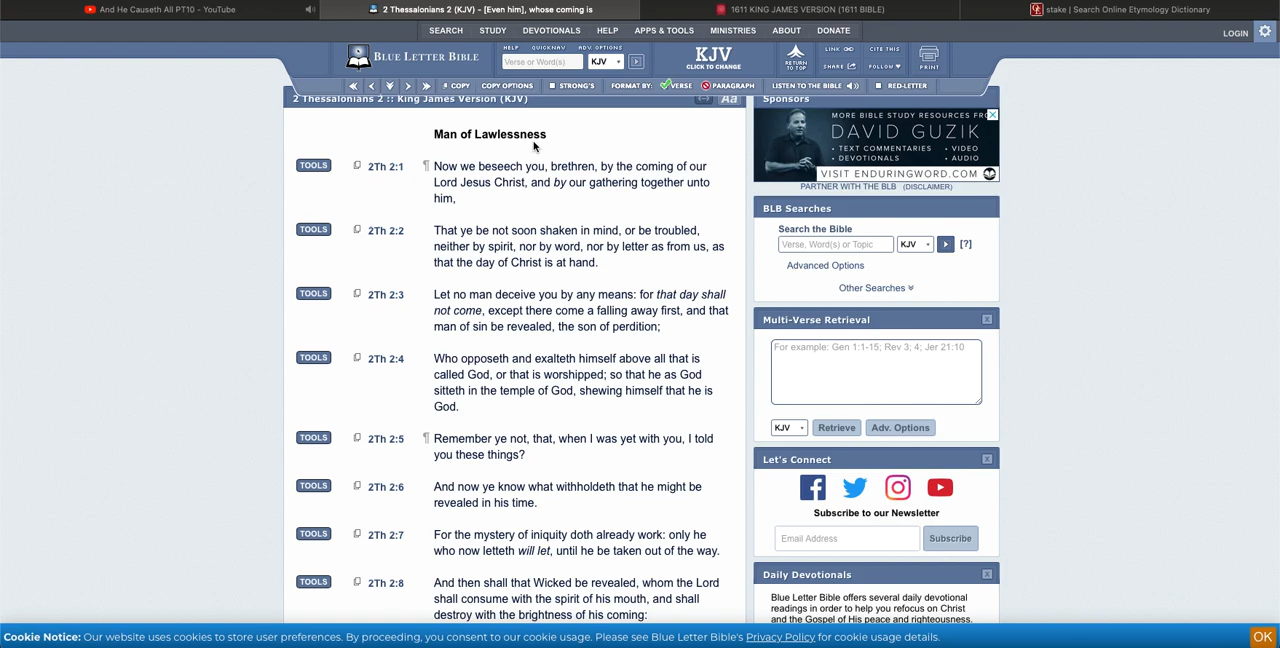 And He Causeth All PT10 - YouTube
2 Thessalonians 2 (KJV) - [Even him], whose coming is
1611 KING JAMES VERSION (1611 BIBLE)
stake | Search Online Etymology Dictionary
SEARCH STUDY DEVOTIONALS HELP APPS & TOOLS MINISTRIES ABOUT DONATE
LOGIN
BLUE LETTER BIBLE
HELP QUICKNAV ADV. OPTIONS
Verse or Word(s) KJV
KJV
CLICK TO CHANGE
RETURN
TO TOP
LINK CITE THIS
SHARE FOLLOW
PRINT
COPY COPY OPTIONS STRONG'S FORMAT BY: VERSE PARAGRAPH LISTEN TO THE BIBLE RED-LETTER
2 Thessalonians 2 :: King James Version (KJV)
Aa
Man of Lawlessness
TOOLS 2Th 2:1 ¶ Now we beseech you, brethren, by the coming of our
Lord Jesus Christ, and by our gathering together unto
him,
TOOLS 2Th 2:2 That ye be not soon shaken in mind, or be troubled,
neither by spirit, nor by word, nor by letter as from us, as
that the day of Christ is at hand.
TOOLS 2Th 2:3 Let no man deceive you by any means: for that day shall
not come, except there come a falling away first, and that
man of sin be revealed, the son of perdition;
TOOLS 2Th 2:4 Who opposeth and exalteth himself above all that is
called God, or that is worshipped; so that he as God
sitteth in the temple of God, shewing himself that he is
God.
TOOLS 2Th 2:5 ¶ Remember ye not, that, when I was yet with you, I told
you these things?
TOOLS 2Th 2:6 And now ye know what withholdeth that he might be
revealed in his time.
TOOLS 2Th 2:7 For the mystery of iniquity doth already work: only he
who now letteth will let, until he be taken out of the way.
TOOLS 2Th 2:8 And then shall that Wicked be revealed, whom the Lord
shall consume with the spirit of his mouth, and shall
destroy with the brightness of his coming:
Sponsors
MORE BIBLE STUDY RESOURCES FR
DAVID GUZIK
• TEXT COMMENTARIES • VIDEO
• DEVOTIONALS • AUDIO
VISIT ENDURINGWORD.COM
PARTNER WITH THE BLB (DISCLAIMER)
BLB Searches
Search the Bible
Verse, Word(s) or Topic KJV [?]
Advanced Options
Other Searches
Multi-Verse Retrieval
For example: Gen 1:1-15; Rev 3; 4; Jer 21:10
KJV Retrieve Adv. Options
Let's Connect
Subscribe to our Newsletter
Email Address Subscribe
Daily Devotionals
Blue Letter Bible offers several daily devotional
readings in order to help you refocus on Christ
and the Gospel of His peace and righteousness.
Cookie Notice: Our website uses cookies to store user preferences. By proceeding, you consent to our cookie usage. Please see Blue Letter Bible's Privacy Policy for cookie usage details.
OK